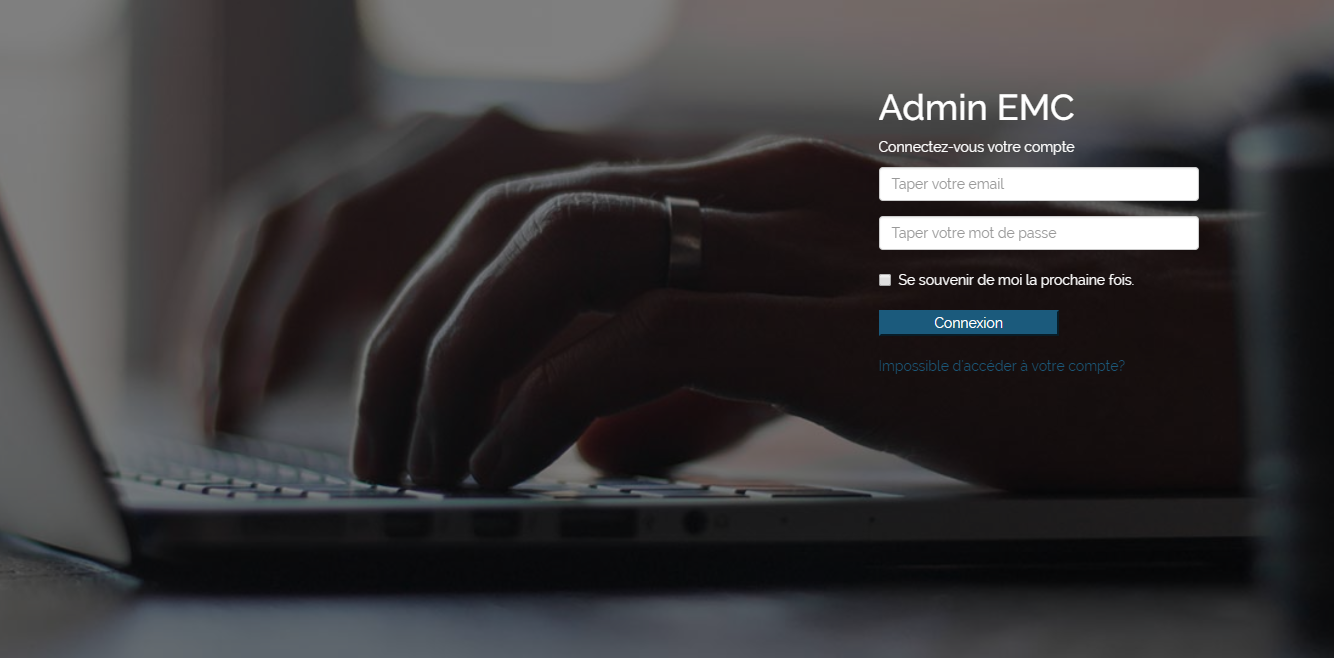 Admin EMC
Connectez-vous votre compte
Taper votre email
Taper votre mot de passe
Se souvenir de moi la prochaine fois.
Connexion
Impossible d'accéder à votre compte?